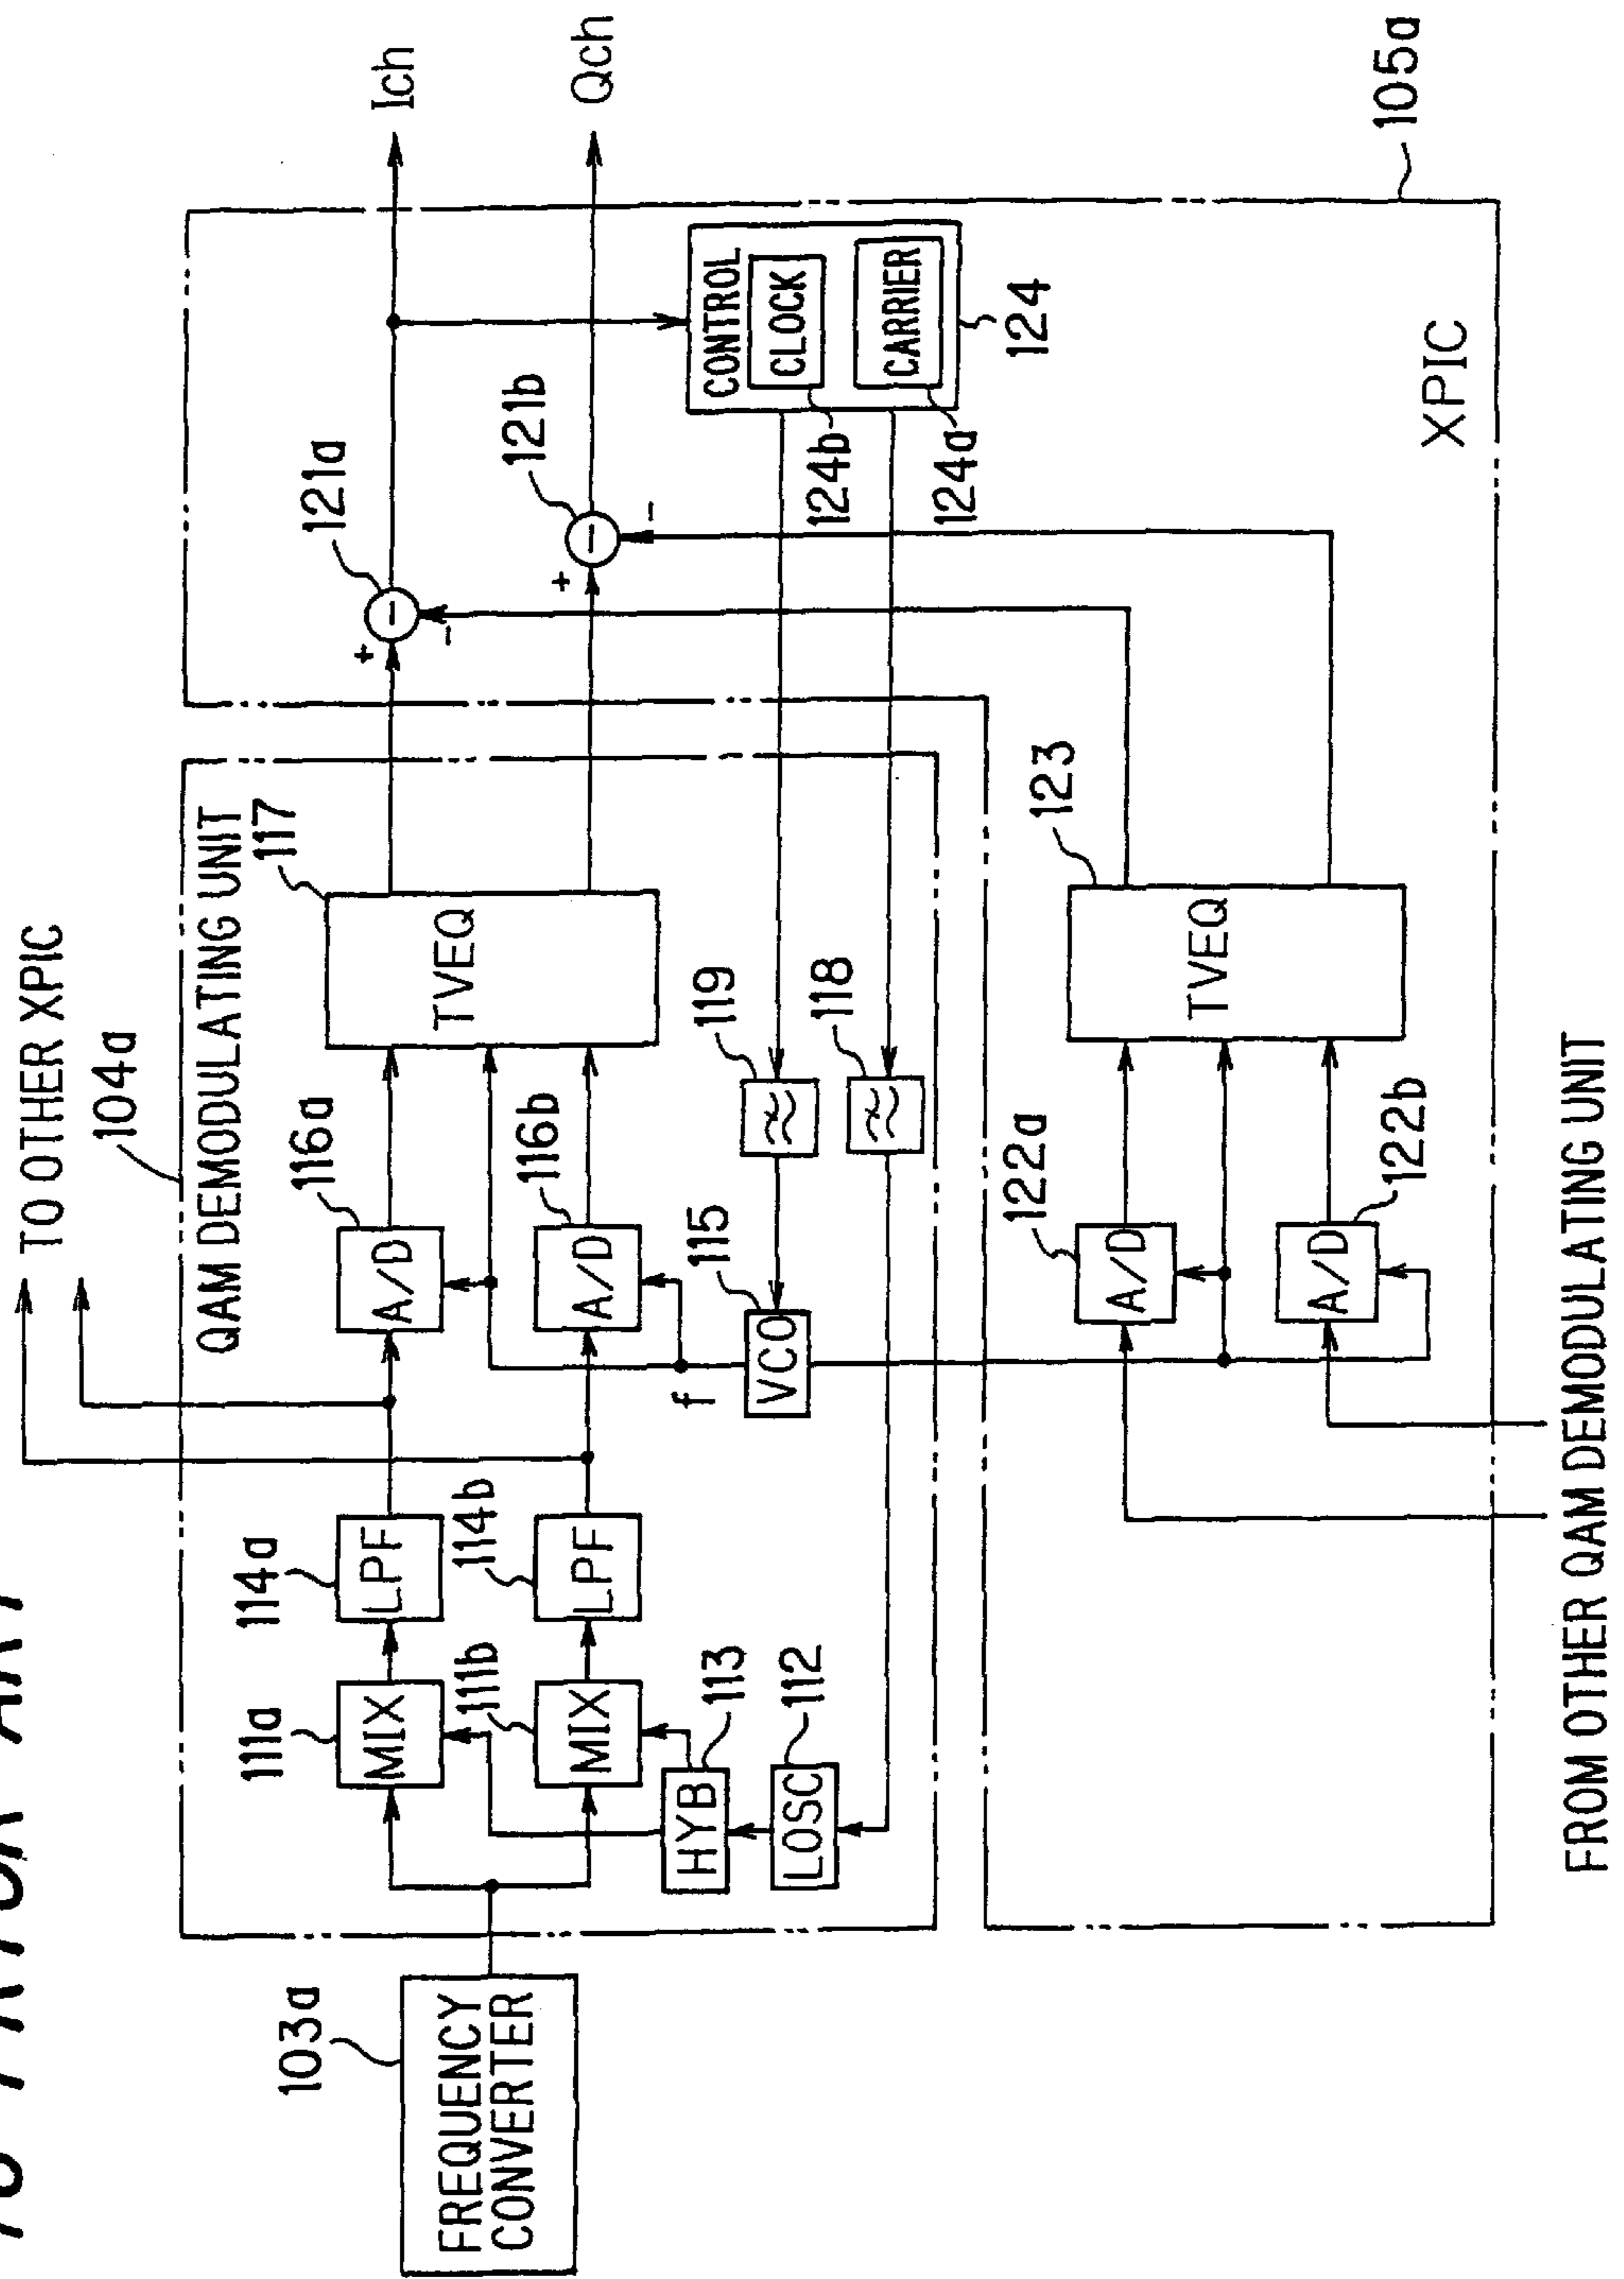 PRIOR ART
TO OTHER XPIC
104a
QAM DEMODULATING UNIT
103a
FREQUENCY
CONVERTER
111a
MIX
114a
LPF
116a
A/D
117
TVEQ
121a
+
-
-
Ich
111b
MIX
114b
LPF
116b
A/D
121b
+
-
-
Qch
113
HYB
112
LOSC
f
115
VCO
119
118
CONTROL
CLOCK
124b
CARRIER
124a
124
122a
A/D
122b
A/D
123
TVEQ
XPIC
105a
FROM OTHER QAM DEMODULATING UNIT